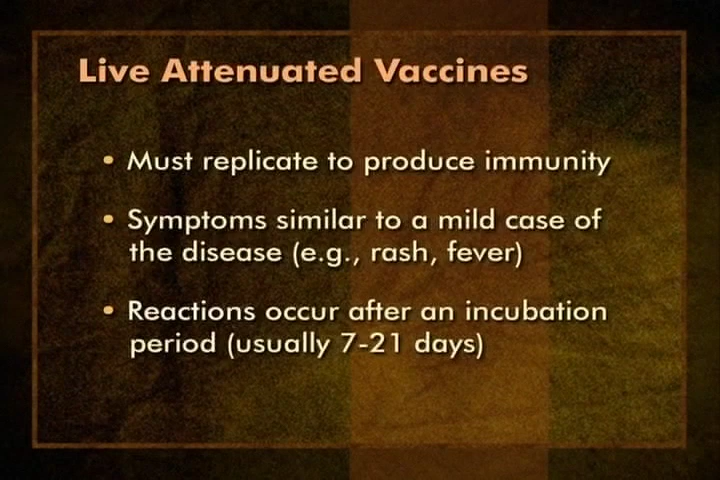 Live Attenuated Vaccines
• Must replicate to produce immunity
• Symptoms similar to a mild case of
the disease (e.g., rash, fever)
• Reactions occur after an incubation
period (usually 7-21 days)